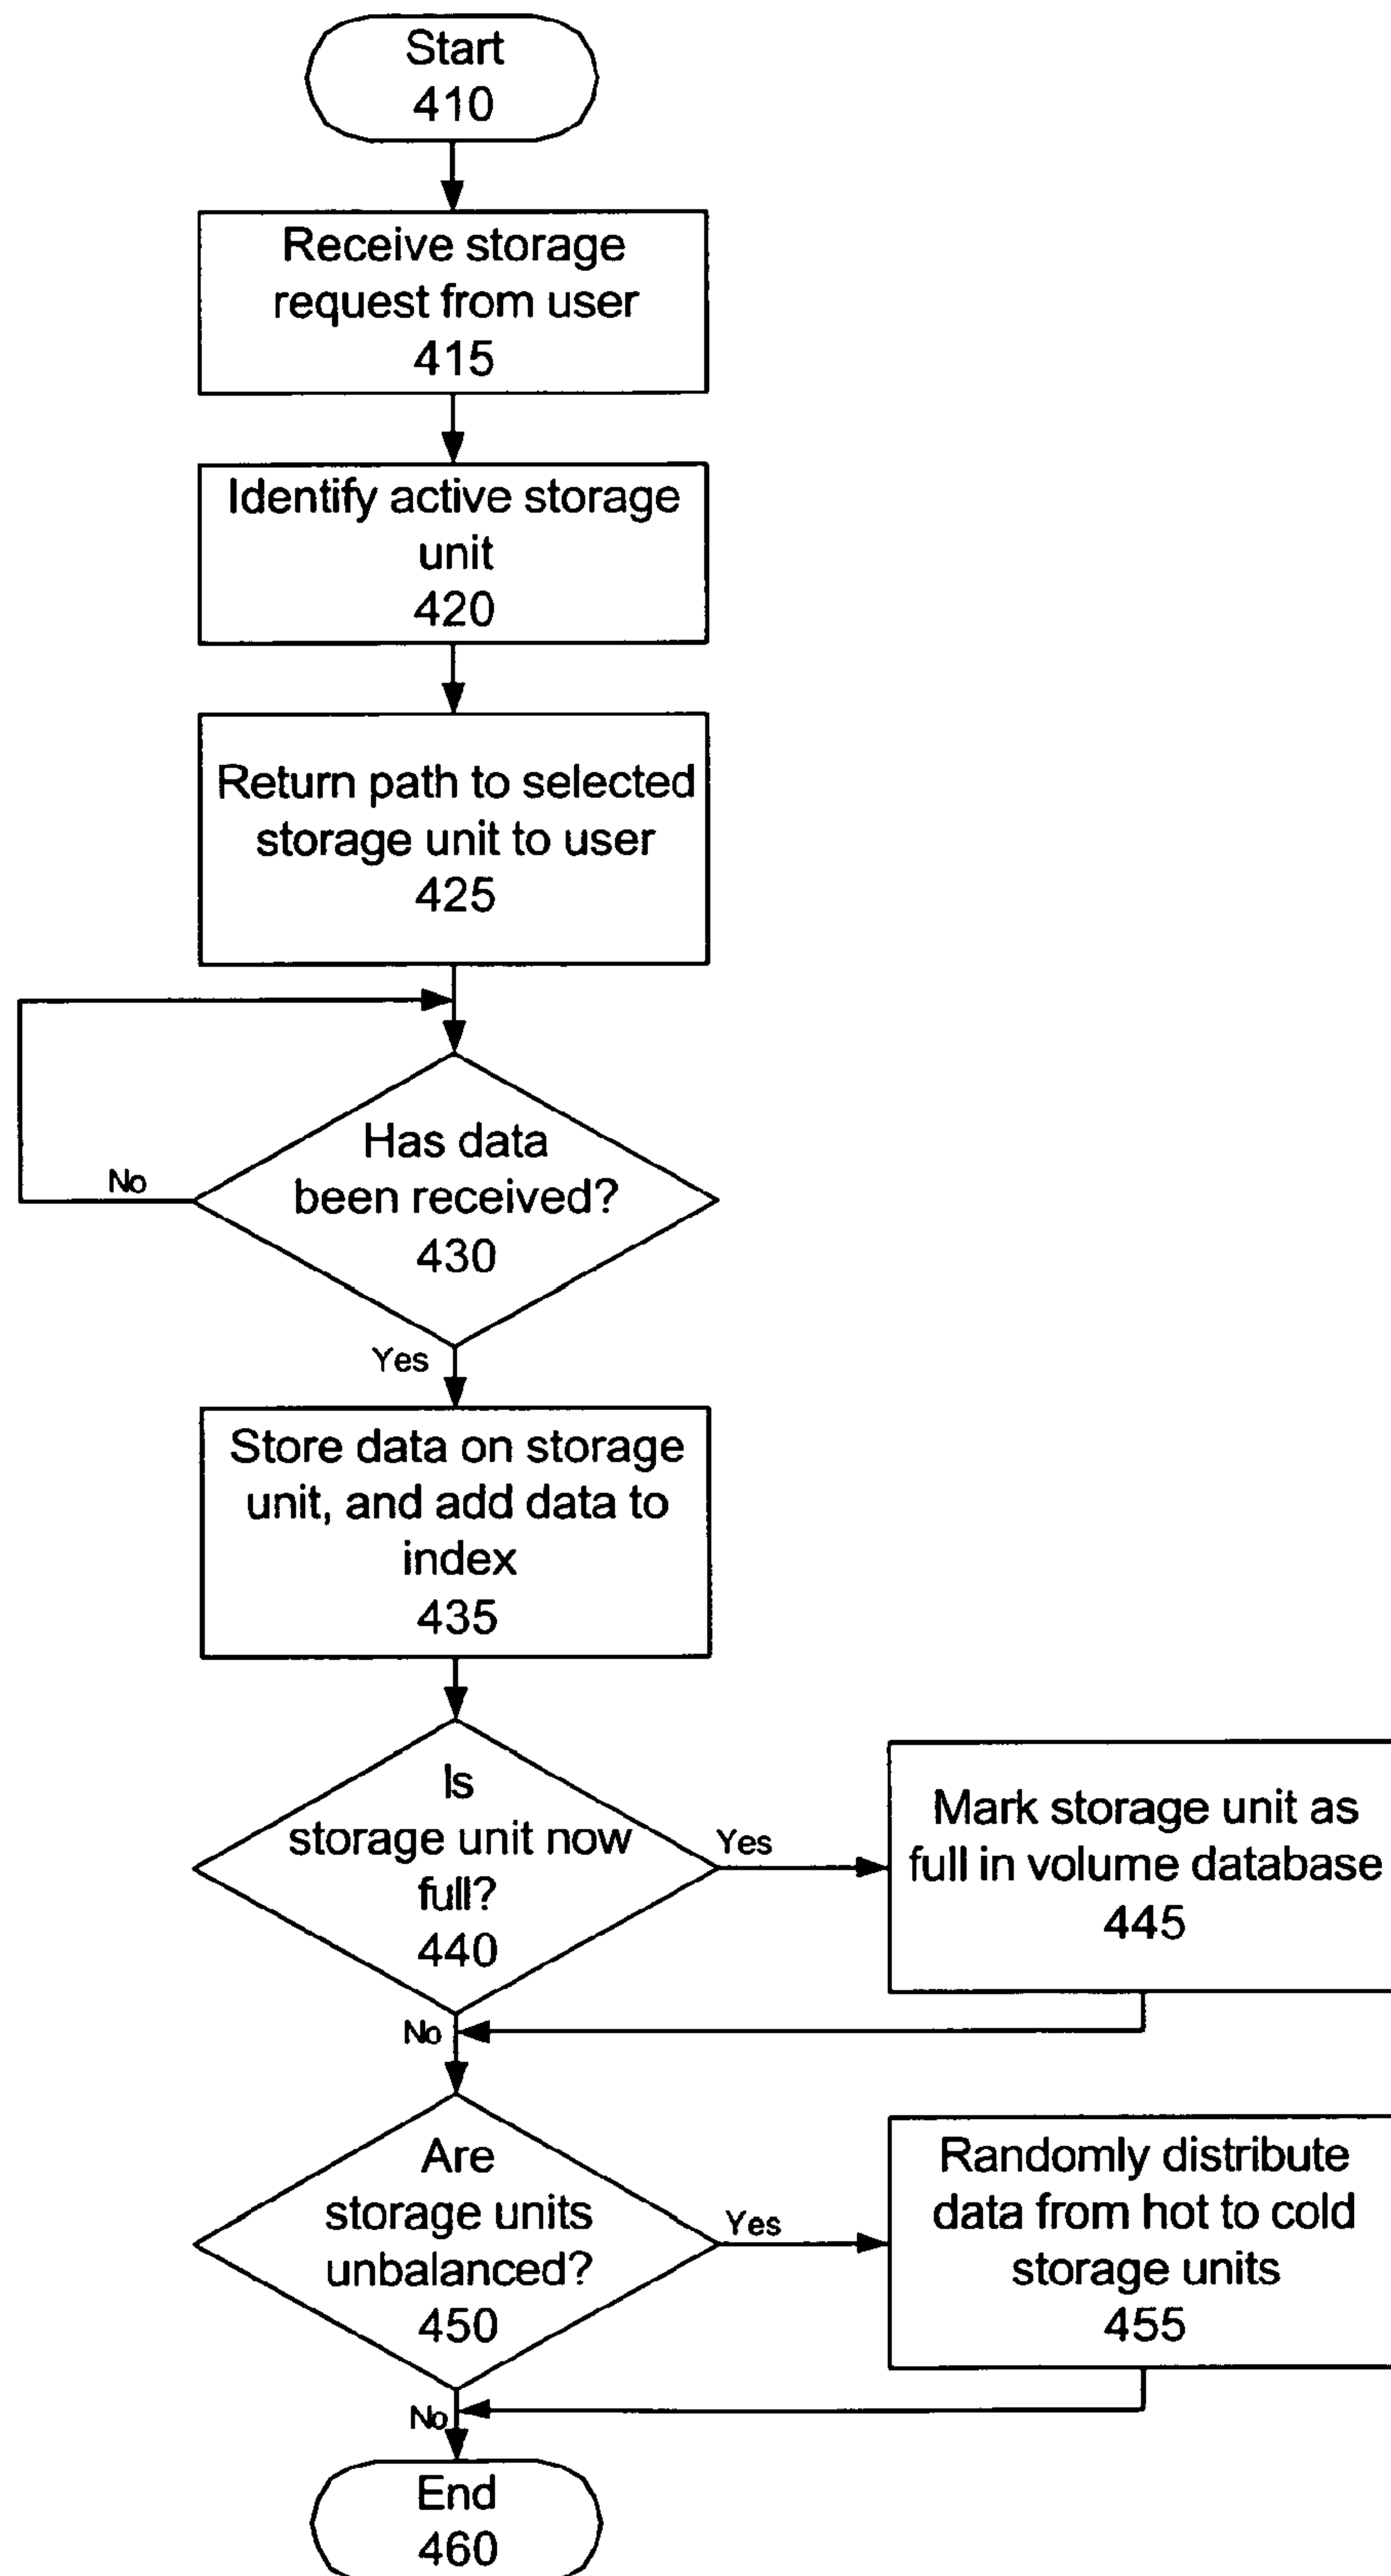 Start
410
Receive storage
request from user
415
Identify active storage
unit
420
Return path to selected
storage unit to user
425
Has data
been received?
430
No
Yes
Store data on storage
unit, and add data to
index
435
Is
storage unit now
full?
440
Yes
Mark storage unit as
full in volume database
445
No
Are
storage units
unbalanced?
450
Yes
Randomly distribute
data from hot to cold
storage units
455
No
End
460